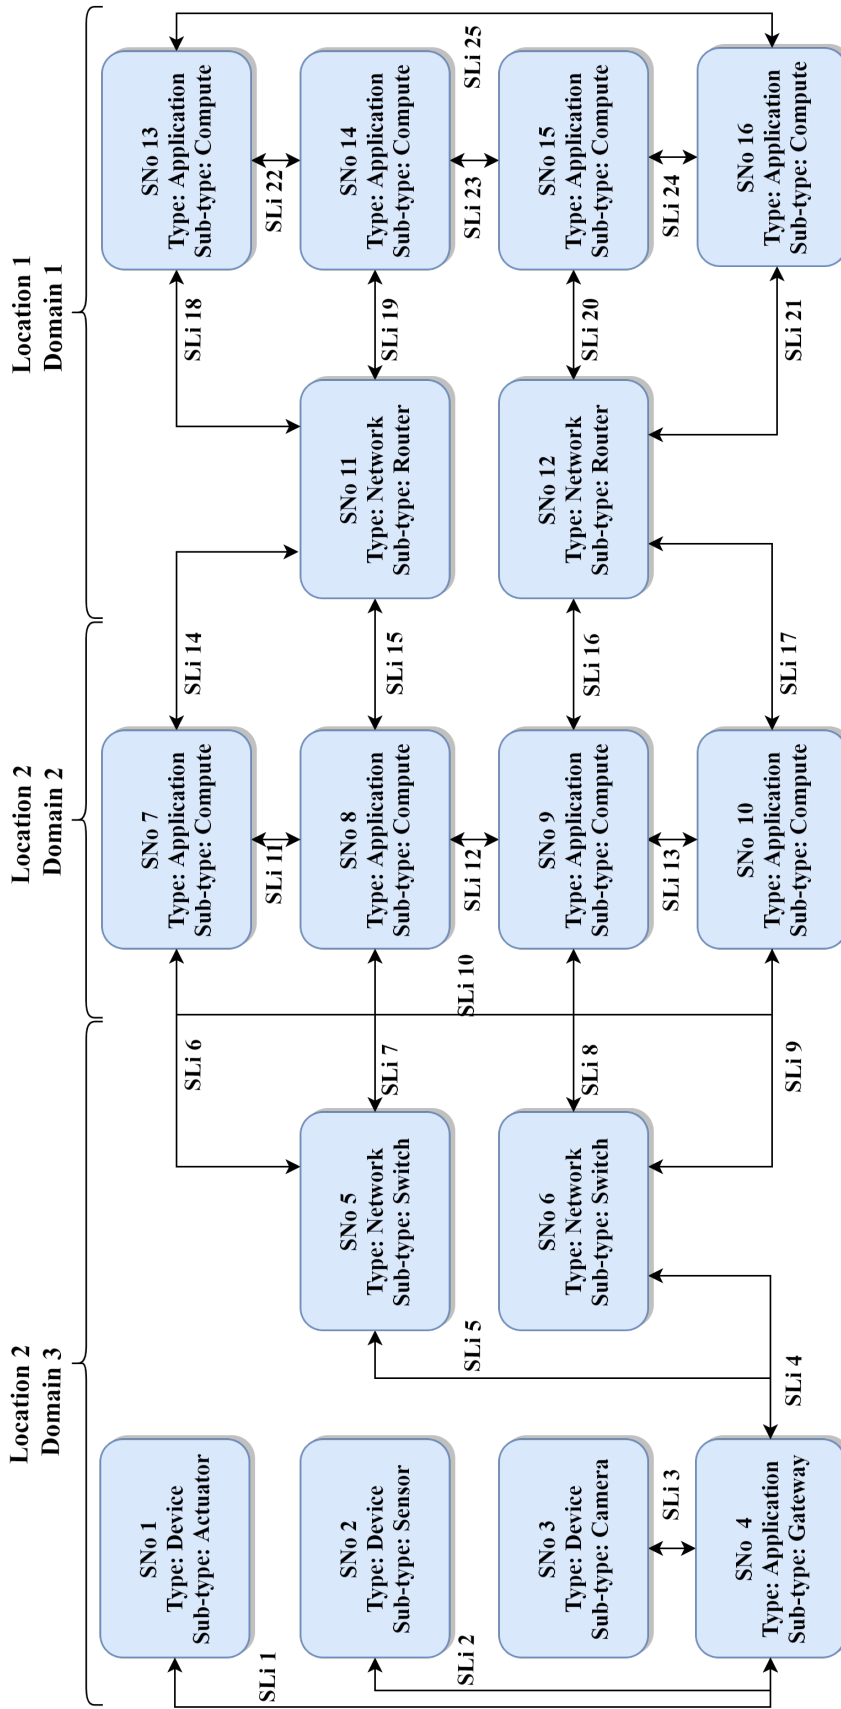 Location 2
Domain 3
Location 2
Domain 2
Location 1
Domain 1
SNo 1
Type: Device
Sub-type: Actuator
SNo 2
Type: Device
Sub-type: Sensor
SNo 3
Type: Device
Sub-type: Camera
SNo 4
Type: Application
Sub-type: Gateway
SLi 1
SLi 2
SLi 3
SLi 4
SLi 5
SNo 5
Type: Network
Sub-type: Switch
SNo 6
Type: Network
Sub-type: Switch
SLi 6
SLi 7
SLi 8
SLi 9
SLi 10
SNo 7
Type: Application
Sub-type: Compute
SLi 11
SNo 8
Type: Application
Sub-type: Compute
SLi 12
SNo 9
Type: Application
Sub-type: Compute
SLi 13
SNo 10
Type: Application
Sub-type: Compute
SLi 14
SLi 15
SLi 16
SLi 17
SNo 11
Type: Network
Sub-type: Router
SNo 12
Type: Network
Sub-type: Router
SLi 18
SLi 19
SLi 20
SLi 21
SNo 13
Type: Application
Sub-type: Compute
SLi 22
SNo 14
Type: Application
Sub-type: Compute
SLi 23
SNo 15
Type: Application
Sub-type: Compute
SLi 24
SNo 16
Type: Application
Sub-type: Compute
SLi 25